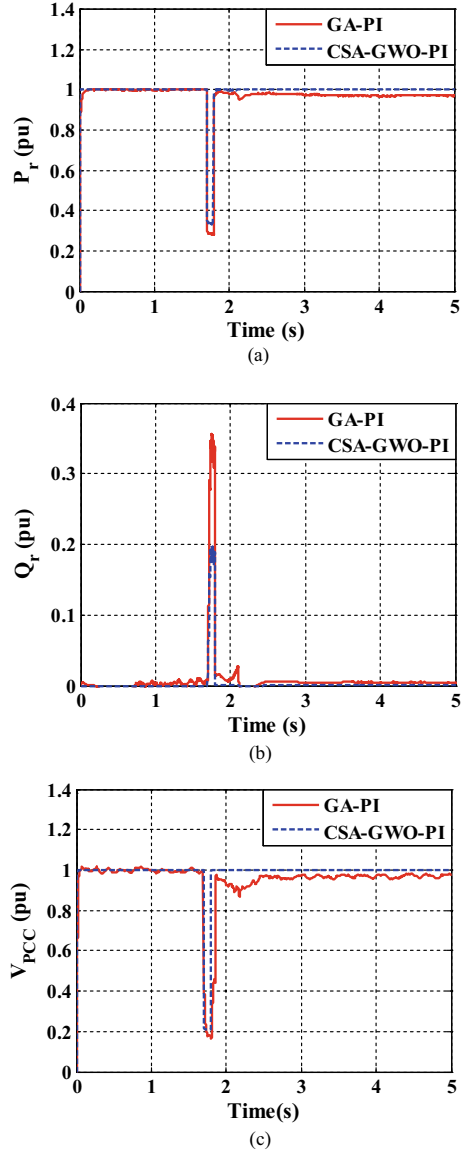 1.4
1.2
1
0.8
0.6
0.4
0.2
0
P_r (pu)
GA-PI
CSA-GWO-PI
0 1 2 3 4 5
Time (s)
(a)
0.4
0.3
0.2
0.1
0
Q_r (pu)
GA-PI
CSA-GWO-PI
0 1 2 3 4 5
Time (s)
(b)
1.4
1.2
1
0.8
0.6
0.4
0.2
0
V_PCC (pu)
GA-PI
CSA-GWO-PI
0 1 2 3 4 5
Time(s)
(c)